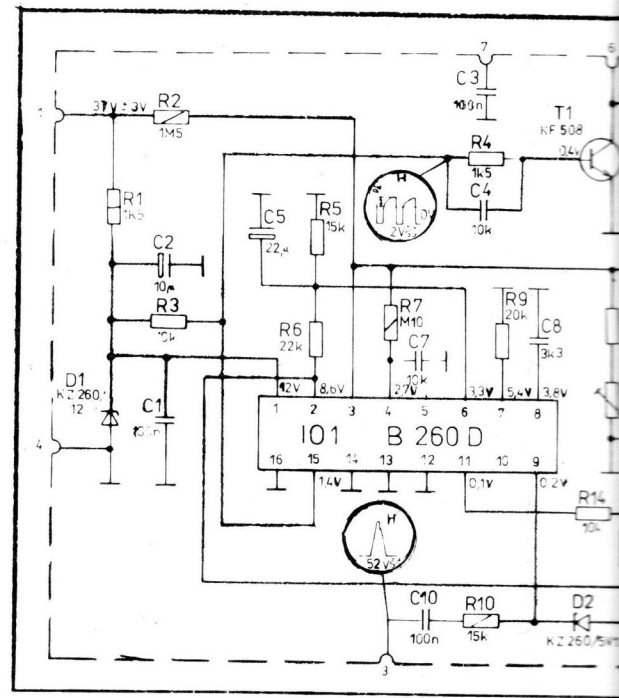 7
6
C3
100n
T1
KF 508
1
37V±3V
R2
1M5
R4
1k5
0,4V
C4
10k
H
0V
2VŠŠ
R1
1K5
C5
22µ
R5
15k
C2
10µ
R3
10k
R6
22k
R7
M10
C7
10k
R9
20k
C8
3k3
D1
KZ 260/
12
C1
100n
12V
8,6V
2,7V
3,3V
5,4V
3,8V
1 2 3 4 5 6 7 8
IO1 B 260 D
16 15 14 13 12 11 10 9
4
1,4V
0,1V
0,2V
R14
10k
H
C10
100n
R10
15k
D2
KZ 260/5V1
3